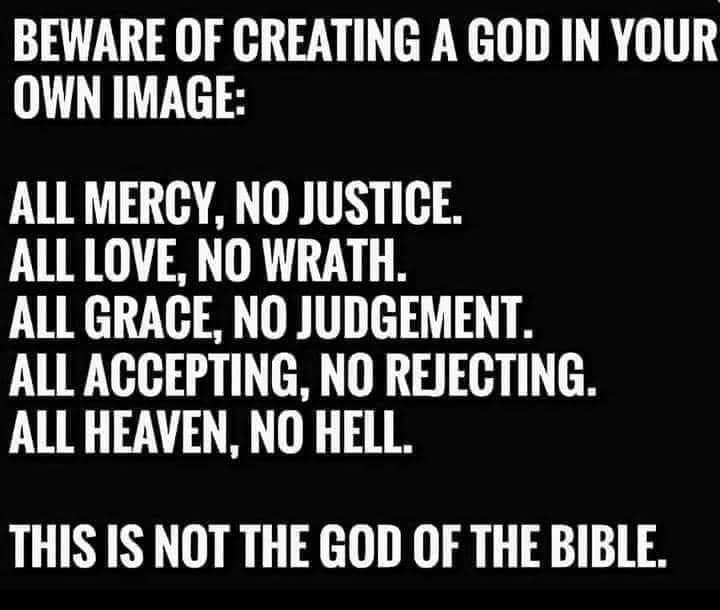 BEWARE OF CREATING A GOD IN YOUR
OWN IMAGE:
ALL MERCY, NO JUSTICE.
ALL LOVE, NO WRATH.
ALL GRACE, NO JUDGEMENT.
ALL ACCEPTING, NO REJECTING.
ALL HEAVEN, NO HELL.
THIS IS NOT THE GOD OF THE BIBLE.